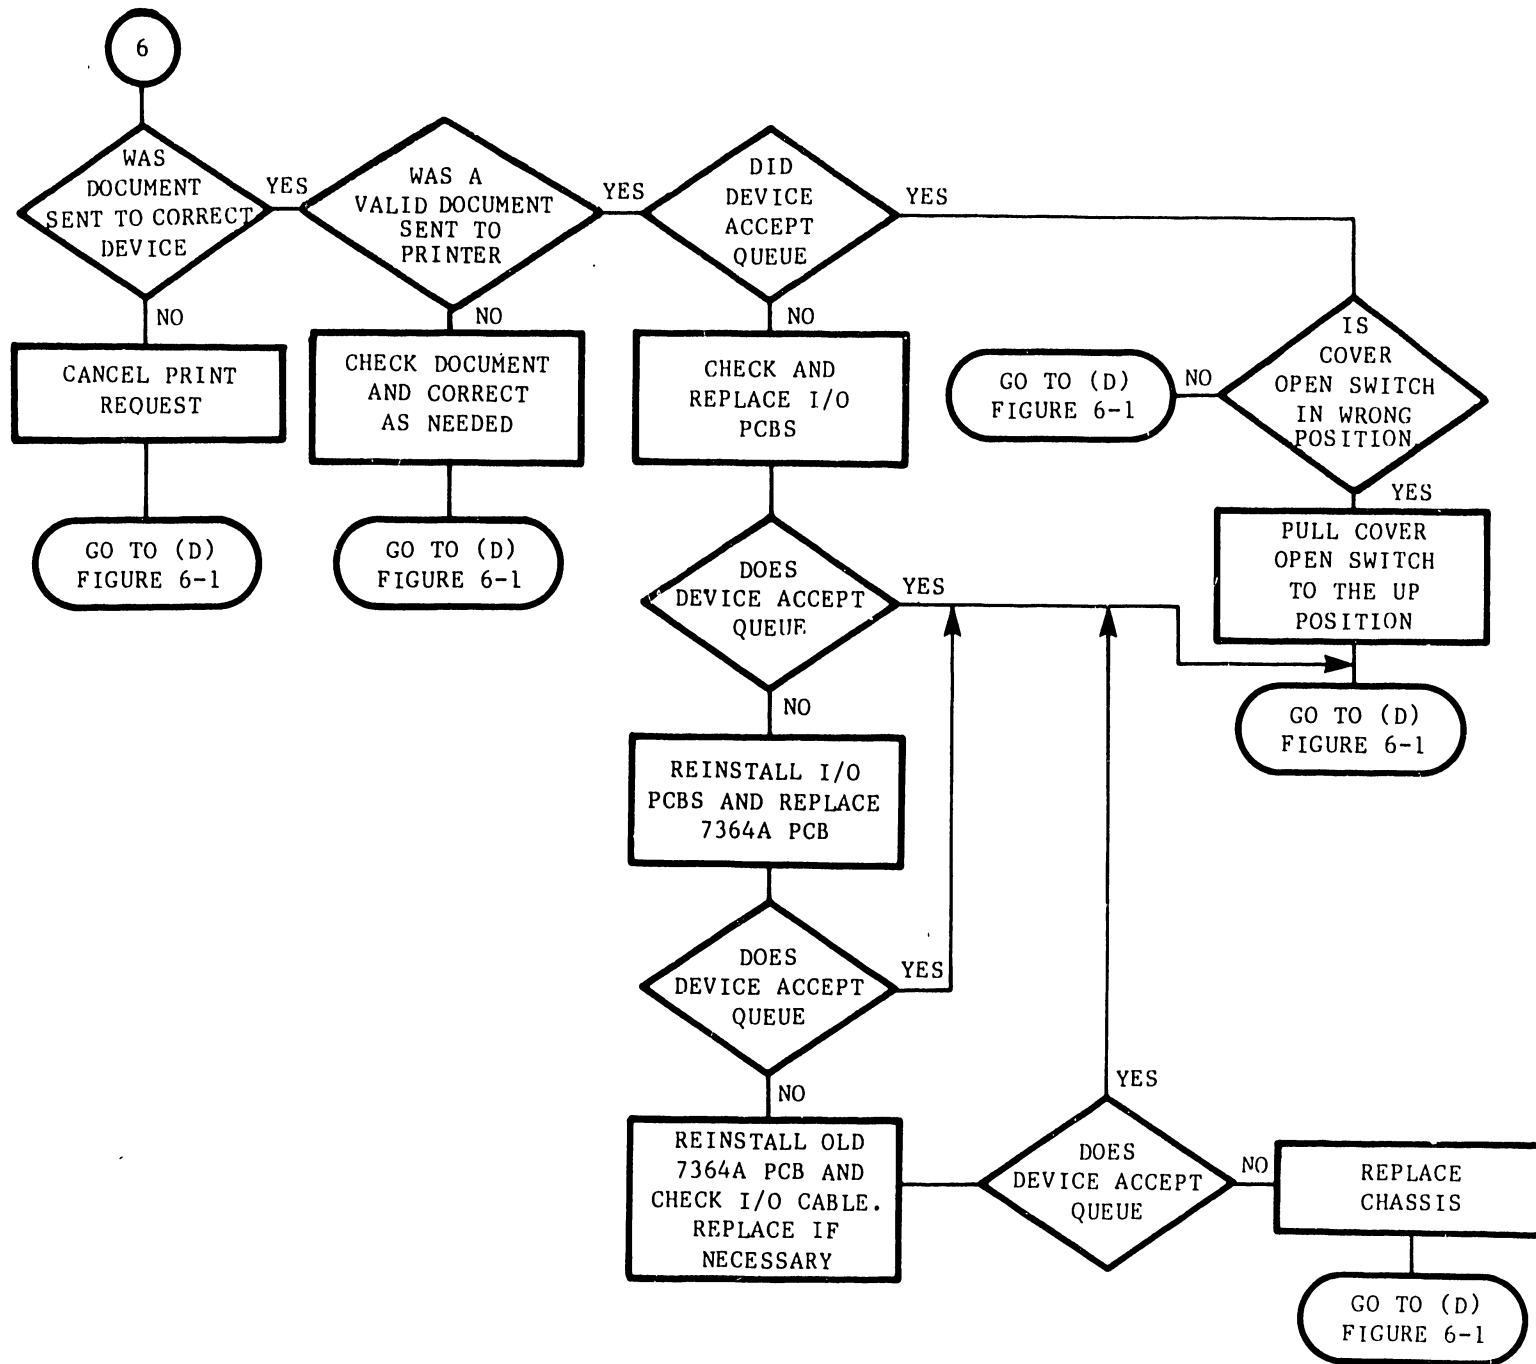 6
WAS
DOCUMENT
SENT TO CORRECT
DEVICE
YES
NO
CANCEL PRINT
REQUEST
GO TO (D)
FIGURE 6-1
WAS A
VALID DOCUMENT
SENT TO
PRINTER
YES
NO
CHECK DOCUMENT
AND CORRECT
AS NEEDED
GO TO (D)
FIGURE 6-1
DID
DEVICE
ACCEPT
QUEUE
YES
NO
CHECK AND
REPLACE I/O
PCBS
IS
COVER
OPEN SWITCH
IN WRONG
POSITION
NO
GO TO (D)
FIGURE 6-1
YES
PULL COVER
OPEN SWITCH
TO THE UP
POSITION
GO TO (D)
FIGURE 6-1
DOES
DEVICE ACCEPT
QUEUE
YES
NO
REINSTALL I/O
PCBS AND REPLACE
7364A PCB
DOES
DEVICE ACCEPT
QUEUE
YES
NO
REINSTALL OLD
7364A PCB AND
CHECK I/O CABLE.
REPLACE IF
NECESSARY
DOES
DEVICE ACCEPT
QUEUE
YES
NO
REPLACE
CHASSIS
GO TO (D)
FIGURE 6-1